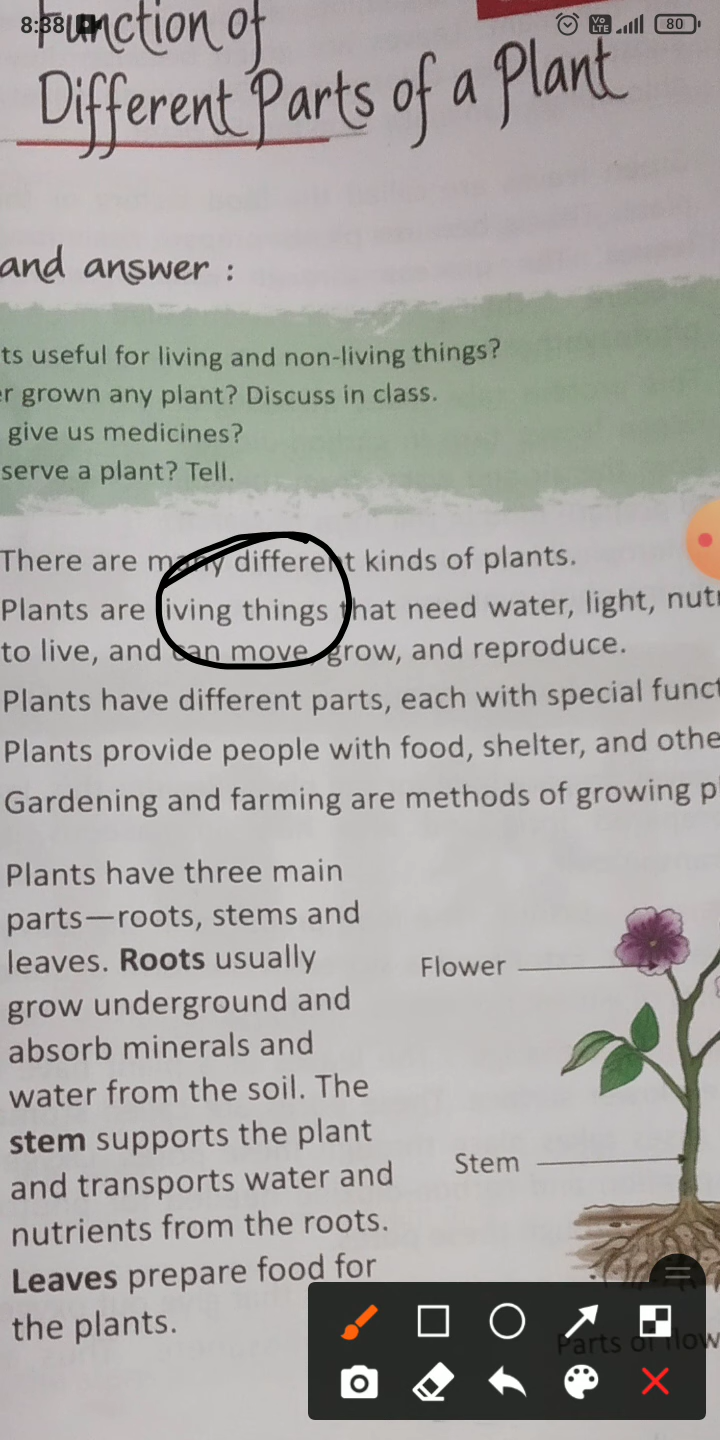 8:38
80
Function of
Different Parts of a Plant
and answer :
ts useful for living and non-living things?
er grown any plant? Discuss in class.
give us medicines?
serve a plant? Tell.
There are many different kinds of plants.
Plants are living things that need water, light, nutr
to live, and can move, grow, and reproduce.
Plants have different parts, each with special funct
Plants provide people with food, shelter, and othe
Gardening and farming are methods of growing p
Plants have three main
parts—roots, stems and
leaves. Roots usually
grow underground and
absorb minerals and
water from the soil. The
stem supports the plant
and transports water and
nutrients from the roots.
Leaves prepare food for
the plants.
Flower
Stem
Parts of flow